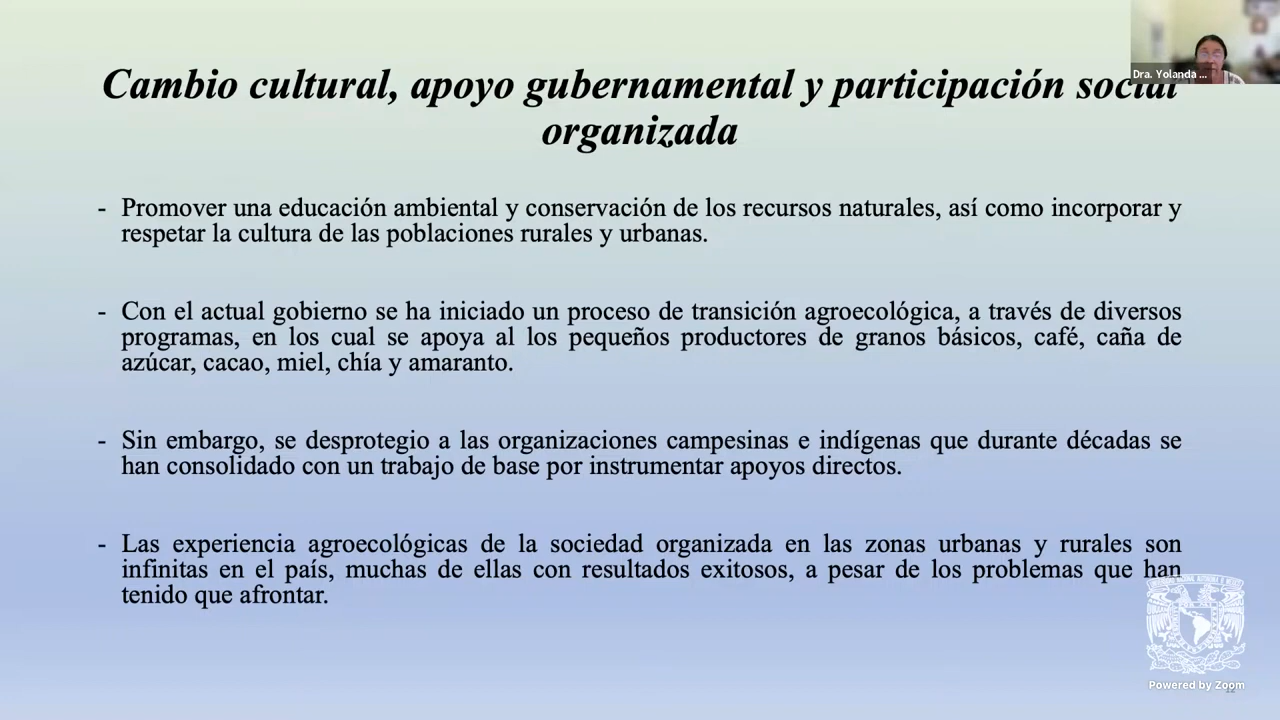 Dra. Yolanda ...
Cambio cultural, apoyo gubernamental y participación social
organizada
- Promover una educación ambiental y conservación de los recursos naturales, así como incorporar y
respetar la cultura de las poblaciones rurales y urbanas.
- Con el actual gobierno se ha iniciado un proceso de transición agroecológica, a través de diversos
programas, en los cual se apoya al los pequeños productores de granos básicos, café, caña de
azúcar, cacao, miel, chía y amaranto.
- Sin embargo, se desprotegio a las organizaciones campesinas e indígenas que durante décadas se
han consolidado con un trabajo de base por instrumentar apoyos directos.
- Las experiencia agroecológicas de la sociedad organizada en las zonas urbanas y rurales son
infinitas en el país, muchas de ellas con resultados exitosos, a pesar de los problemas que han
tenido que afrontar.
UNIVERSIDAD NACIONAL AUTÓNOMA DE MÉXICO
Powered by Zoom